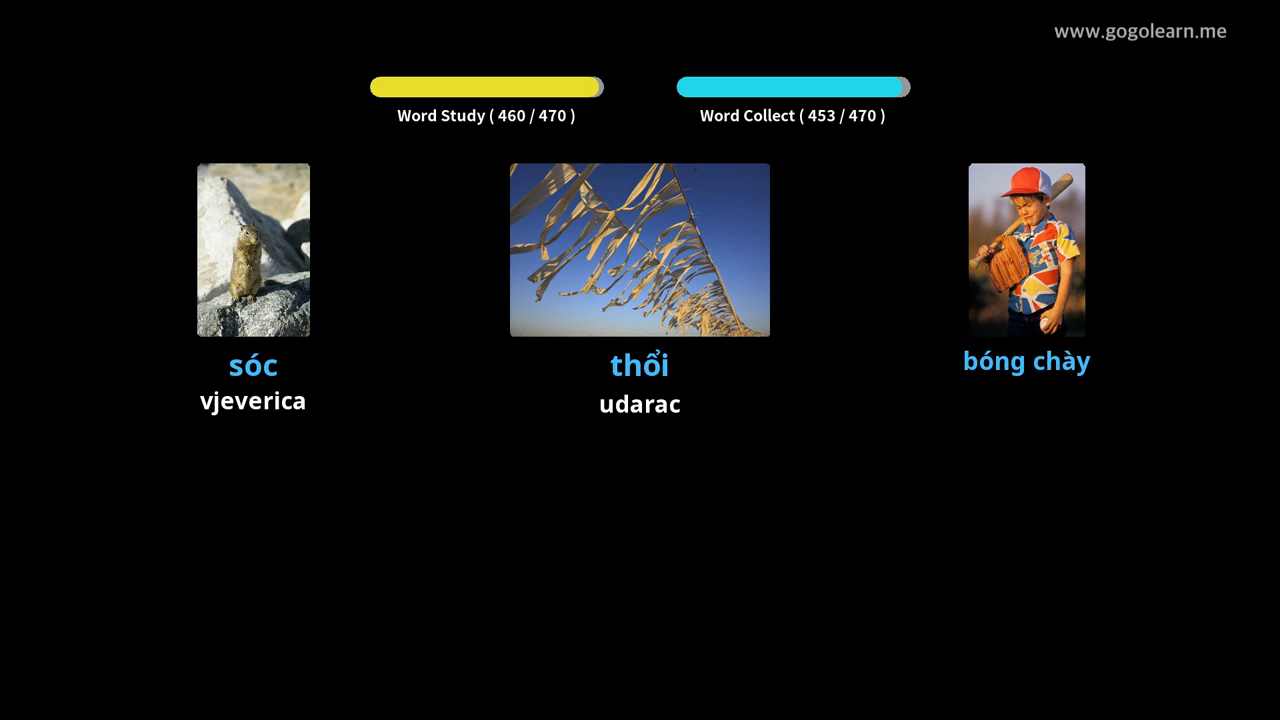 www.gogolearn.me
Word Study ( 460 / 470 )
Word Collect ( 453 / 470 )
sóc
vjeverica
thổi
udarac
bóng chày